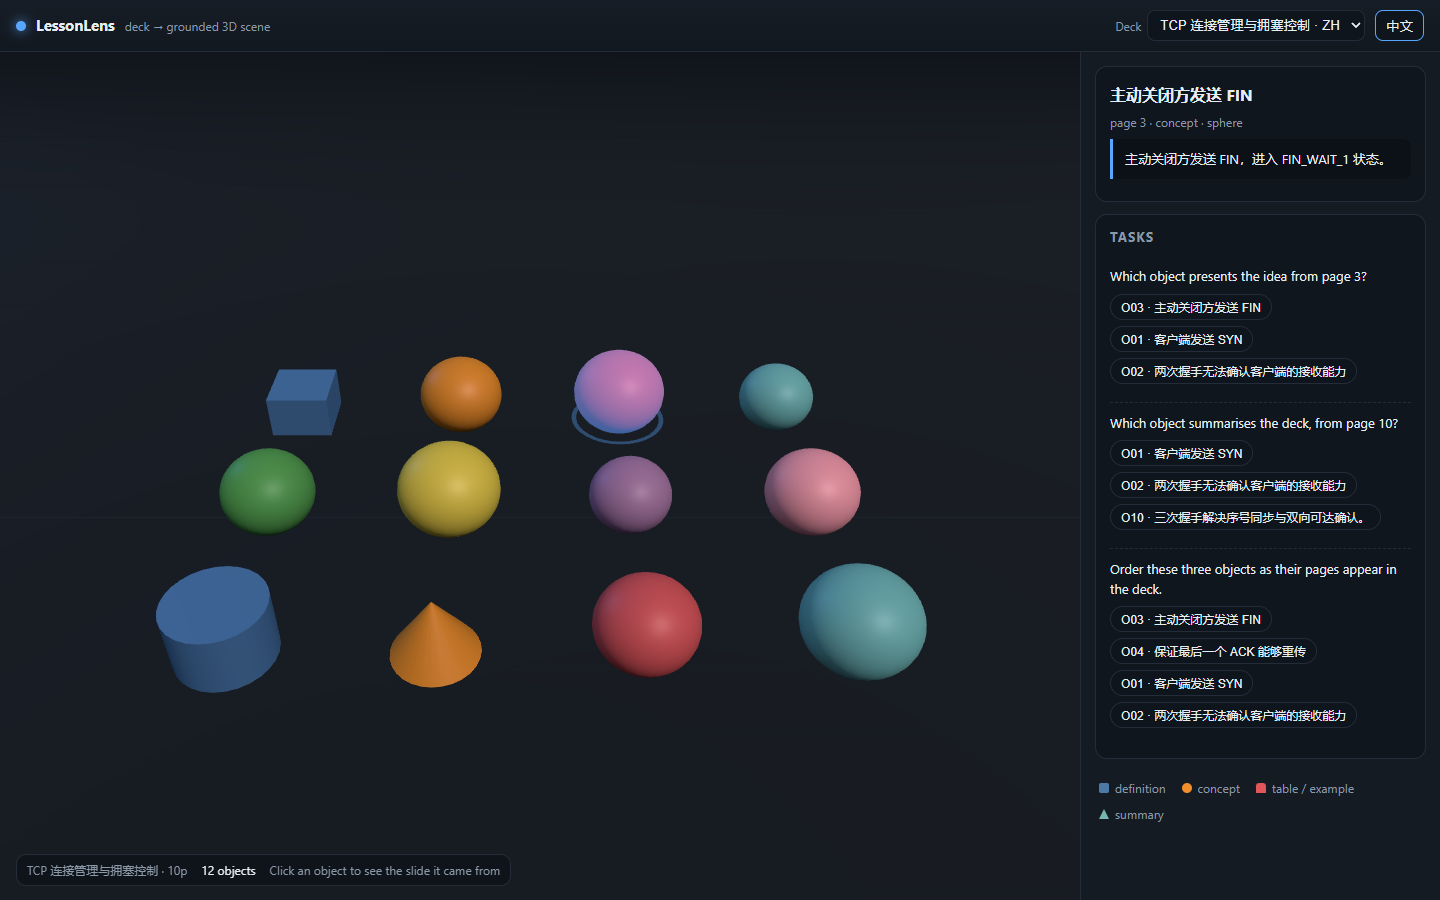 LessonLens deck → grounded 3D scene
Deck TCP 连接管理与拥塞控制 · ZH 中文
主动关闭方发送 FIN
page 3 · concept · sphere
主动关闭方发送 FIN，进入 FIN_WAIT_1 状态。
TASKS
Which object presents the idea from page 3?
O03 · 主动关闭方发送 FIN
O01 · 客户端发送 SYN
O02 · 两次握手无法确认客户端的接收能力
Which object summarises the deck, from page 10?
O01 · 客户端发送 SYN
O02 · 两次握手无法确认客户端的接收能力
O10 · 三次握手解决序号同步与双向可达确认。
Order these three objects as their pages appear in
the deck.
O03 · 主动关闭方发送 FIN
O04 · 保证最后一个 ACK 能够重传
O01 · 客户端发送 SYN
O02 · 两次握手无法确认客户端的接收能力
definition concept table / example
summary
TCP 连接管理与拥塞控制 · 10p 12 objects Click an object to see the slide it came from